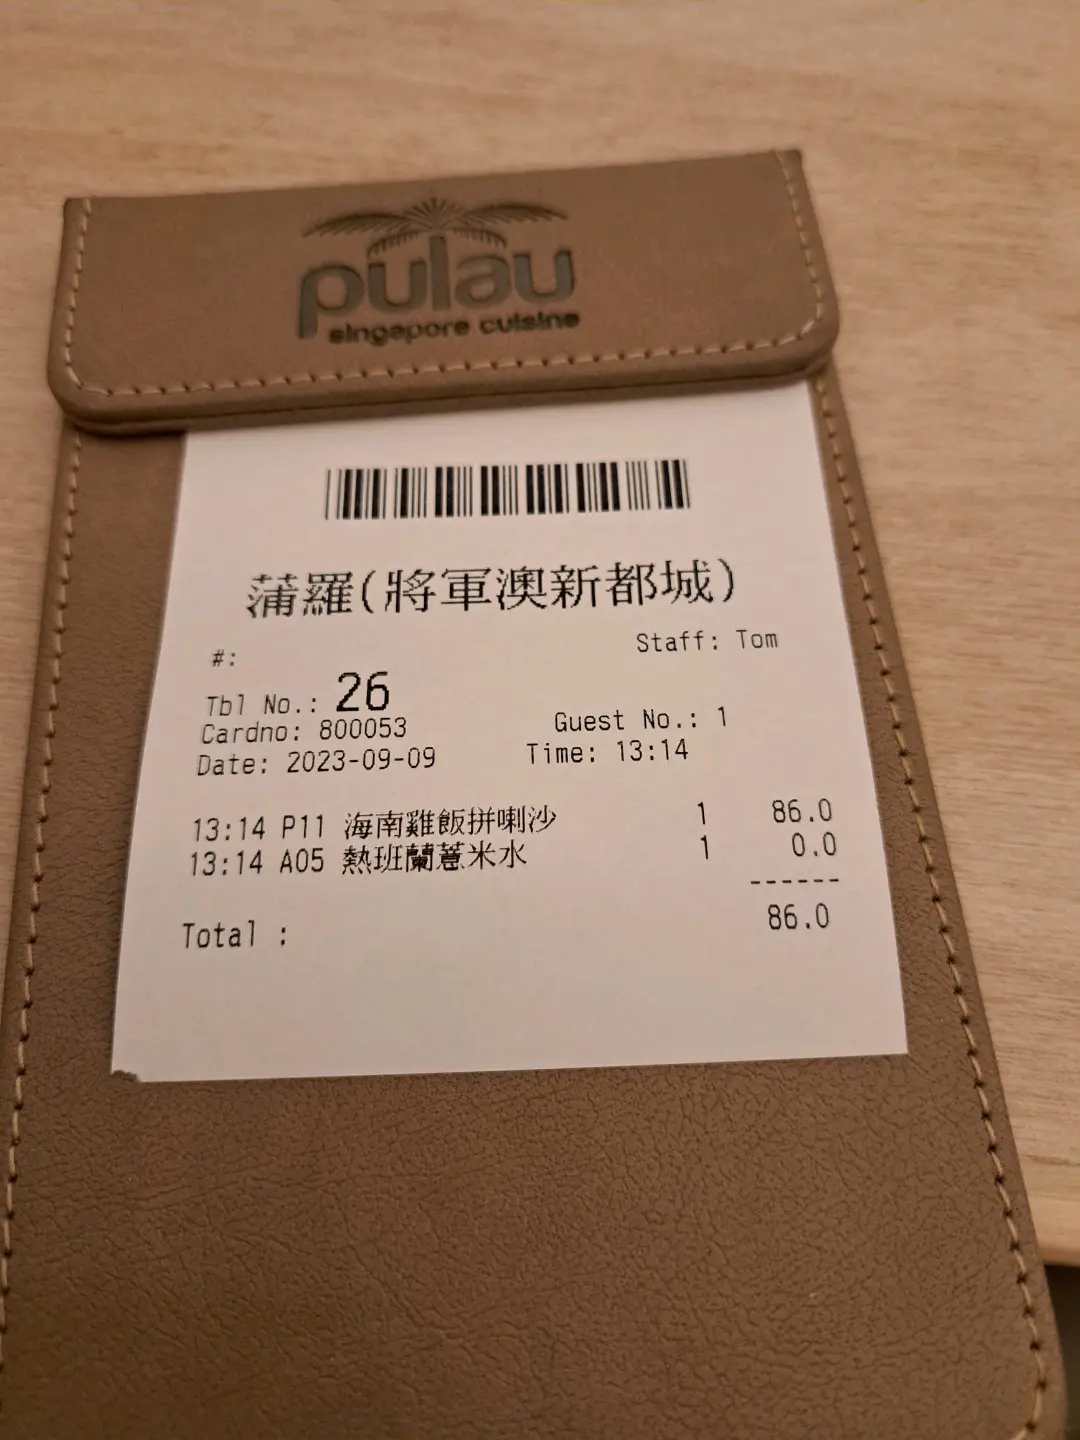 pulau
singapore cuisine
蒲羅(將軍澳新都城)
#: Staff: Tom
Tbl No.: 26
Cardno: 800053 Guest No.: 1
Date: 2023-09-09 Time: 13:14
13:14 P11 海南雞飯拼喇沙 1 86.0
13:14 A05 熱班蘭薏米水 1 0.0
------
Total : 86.0